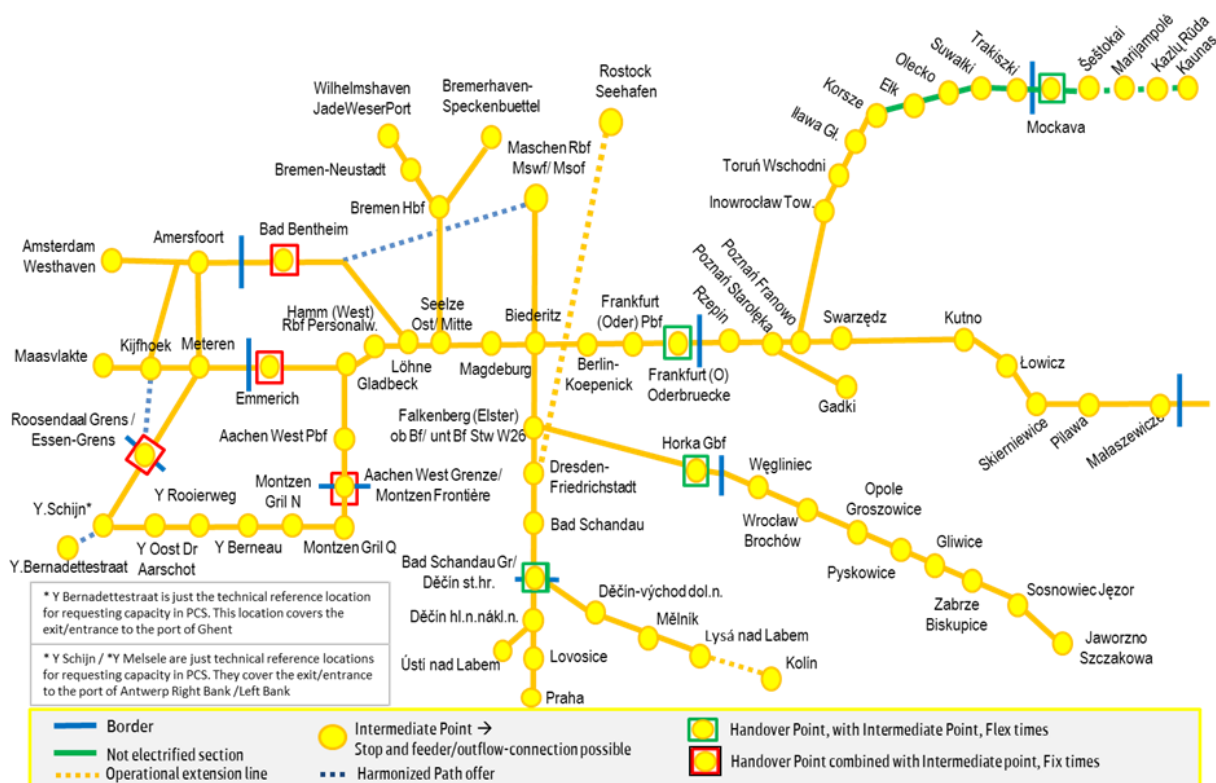 Wilhelmshaven
JadeWeserPort
Bremerhaven-
Speckenbuettel
Rostock
Seehafen
Bremen-Neustadt
Maschen Rbf
Mswf/ Msof
Bremen Hbf
Korsze
Ełk
Olecko
Suwałki
Trakiszki
Mockava
Šeštokai
Marijampolė
Kazlų Rūda
Kaunas
Iława Gł.
Toruń Wschodni
Inowrocław Tow.
Amsterdam
Westhaven
Amersfoort
Bad Bentheim
Hamm (West)
Rbf Personalw.
Seelze
Ost/ Mitte
Biederitz
Frankfurt
(Oder) Pbf
Rzepin
Poznań Starołęka
Poznań Franowo
Swarzędz
Kutno
Łowicz
Maasvlakte
Kijfhoek
Meteren
Emmerich
Gladbeck
Löhne
Magdeburg
Berlin-
Koepenick
Frankfurt (O)
Oderbruecke
Gadki
Skierniewice
Pilawa
Małaszewicze
Roosendaal Grens /
Essen-Grens
Aachen West Pbf
Falkenberg (Elster)
ob Bf/ unt Bf Stw W26
Horka Gbf
Węgliniec
Y.Schijn*
Y Rooierweg
Montzen
Gril N
Aachen West Grenze/
Montzen Frontière
Dresden-
Friedrichstadt
Wrocław
Brochów
Opole
Groszowice
Y.Bernadettestraat
Y Oost Dr
Aarschot
Y Berneau
Montzen Gril Q
Bad Schandau
Pyskowice
Gliwice
Bad Schandau Gr/
Děčín st.hr.
Děčín-východ dol.n.
Zabrze
Biskupice
Sosnowiec Jęzor
Děčín hl.n.nákl.n.
Mělník
Lysá nad Labem
Jaworzno
Szczakowa
Ústí nad Labem
Lovosice
Kolín
Praha
* Y Bernadettestraat is just the technical reference location
for requesting capacity in PCS. This location covers the
exit/entrance to the port of Ghent
* Y Schijn / *Y Melsele are just technical reference locations
for requesting capacity in PCS. They cover the exit/entrance
to the port of Antwerp Right Bank /Left Bank
Border
Not electrified section
Operational extension line
Intermediate Point →
Stop and feeder/outflow-connection possible
Harmonized Path offer
Handover Point, with Intermediate Point, Flex times
Handover Point combined with Intermediate point, Fix times